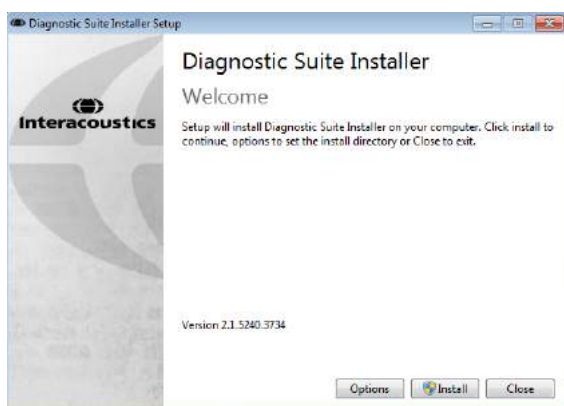 Diagnostic Suite Installer Setup
Diagnostic Suite Installer
Welcome
Interacoustics
Setup will install Diagnostic Suite Installer on your computer. Click install to
continue, options to set the install directory or Close to exit.
Version 2.1.5240.3734
Options
Install
Close